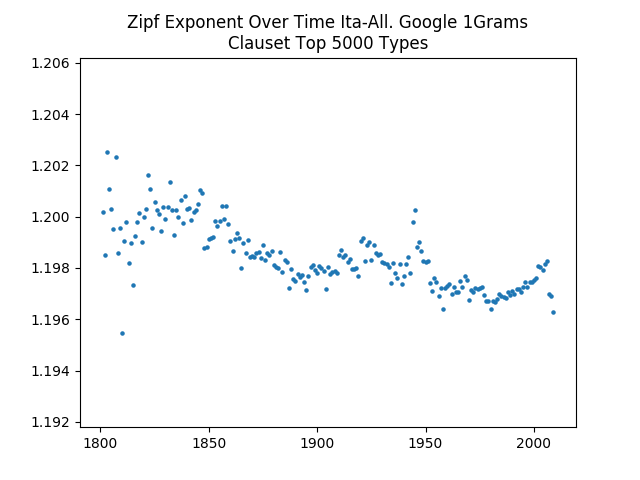 Zipf Exponent Over Time Ita-All. Google 1Grams
Clauset Top 5000 Types
1.206
1.204
1.202
1.200
1.198
1.196
1.194
1.192
1800 1850 1900 1950 2000